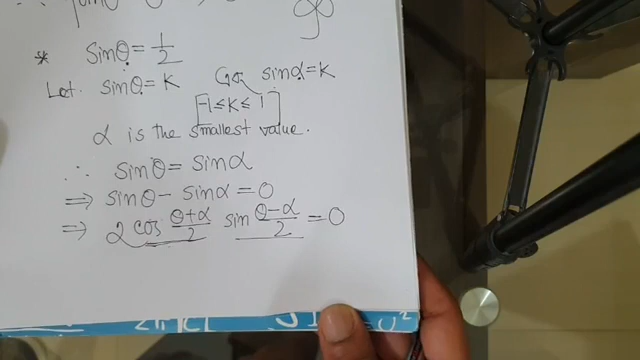 * sinθ = 1/2
Let. sinθ = K sinα = K
[-1 ≤ K ≤ 1]
α is the smallest value.
∴ sinθ = sinα
⇒ sinθ - sinα = 0
⇒ 2 cos (θ+α)/2 sin (θ-α)/2 = 0